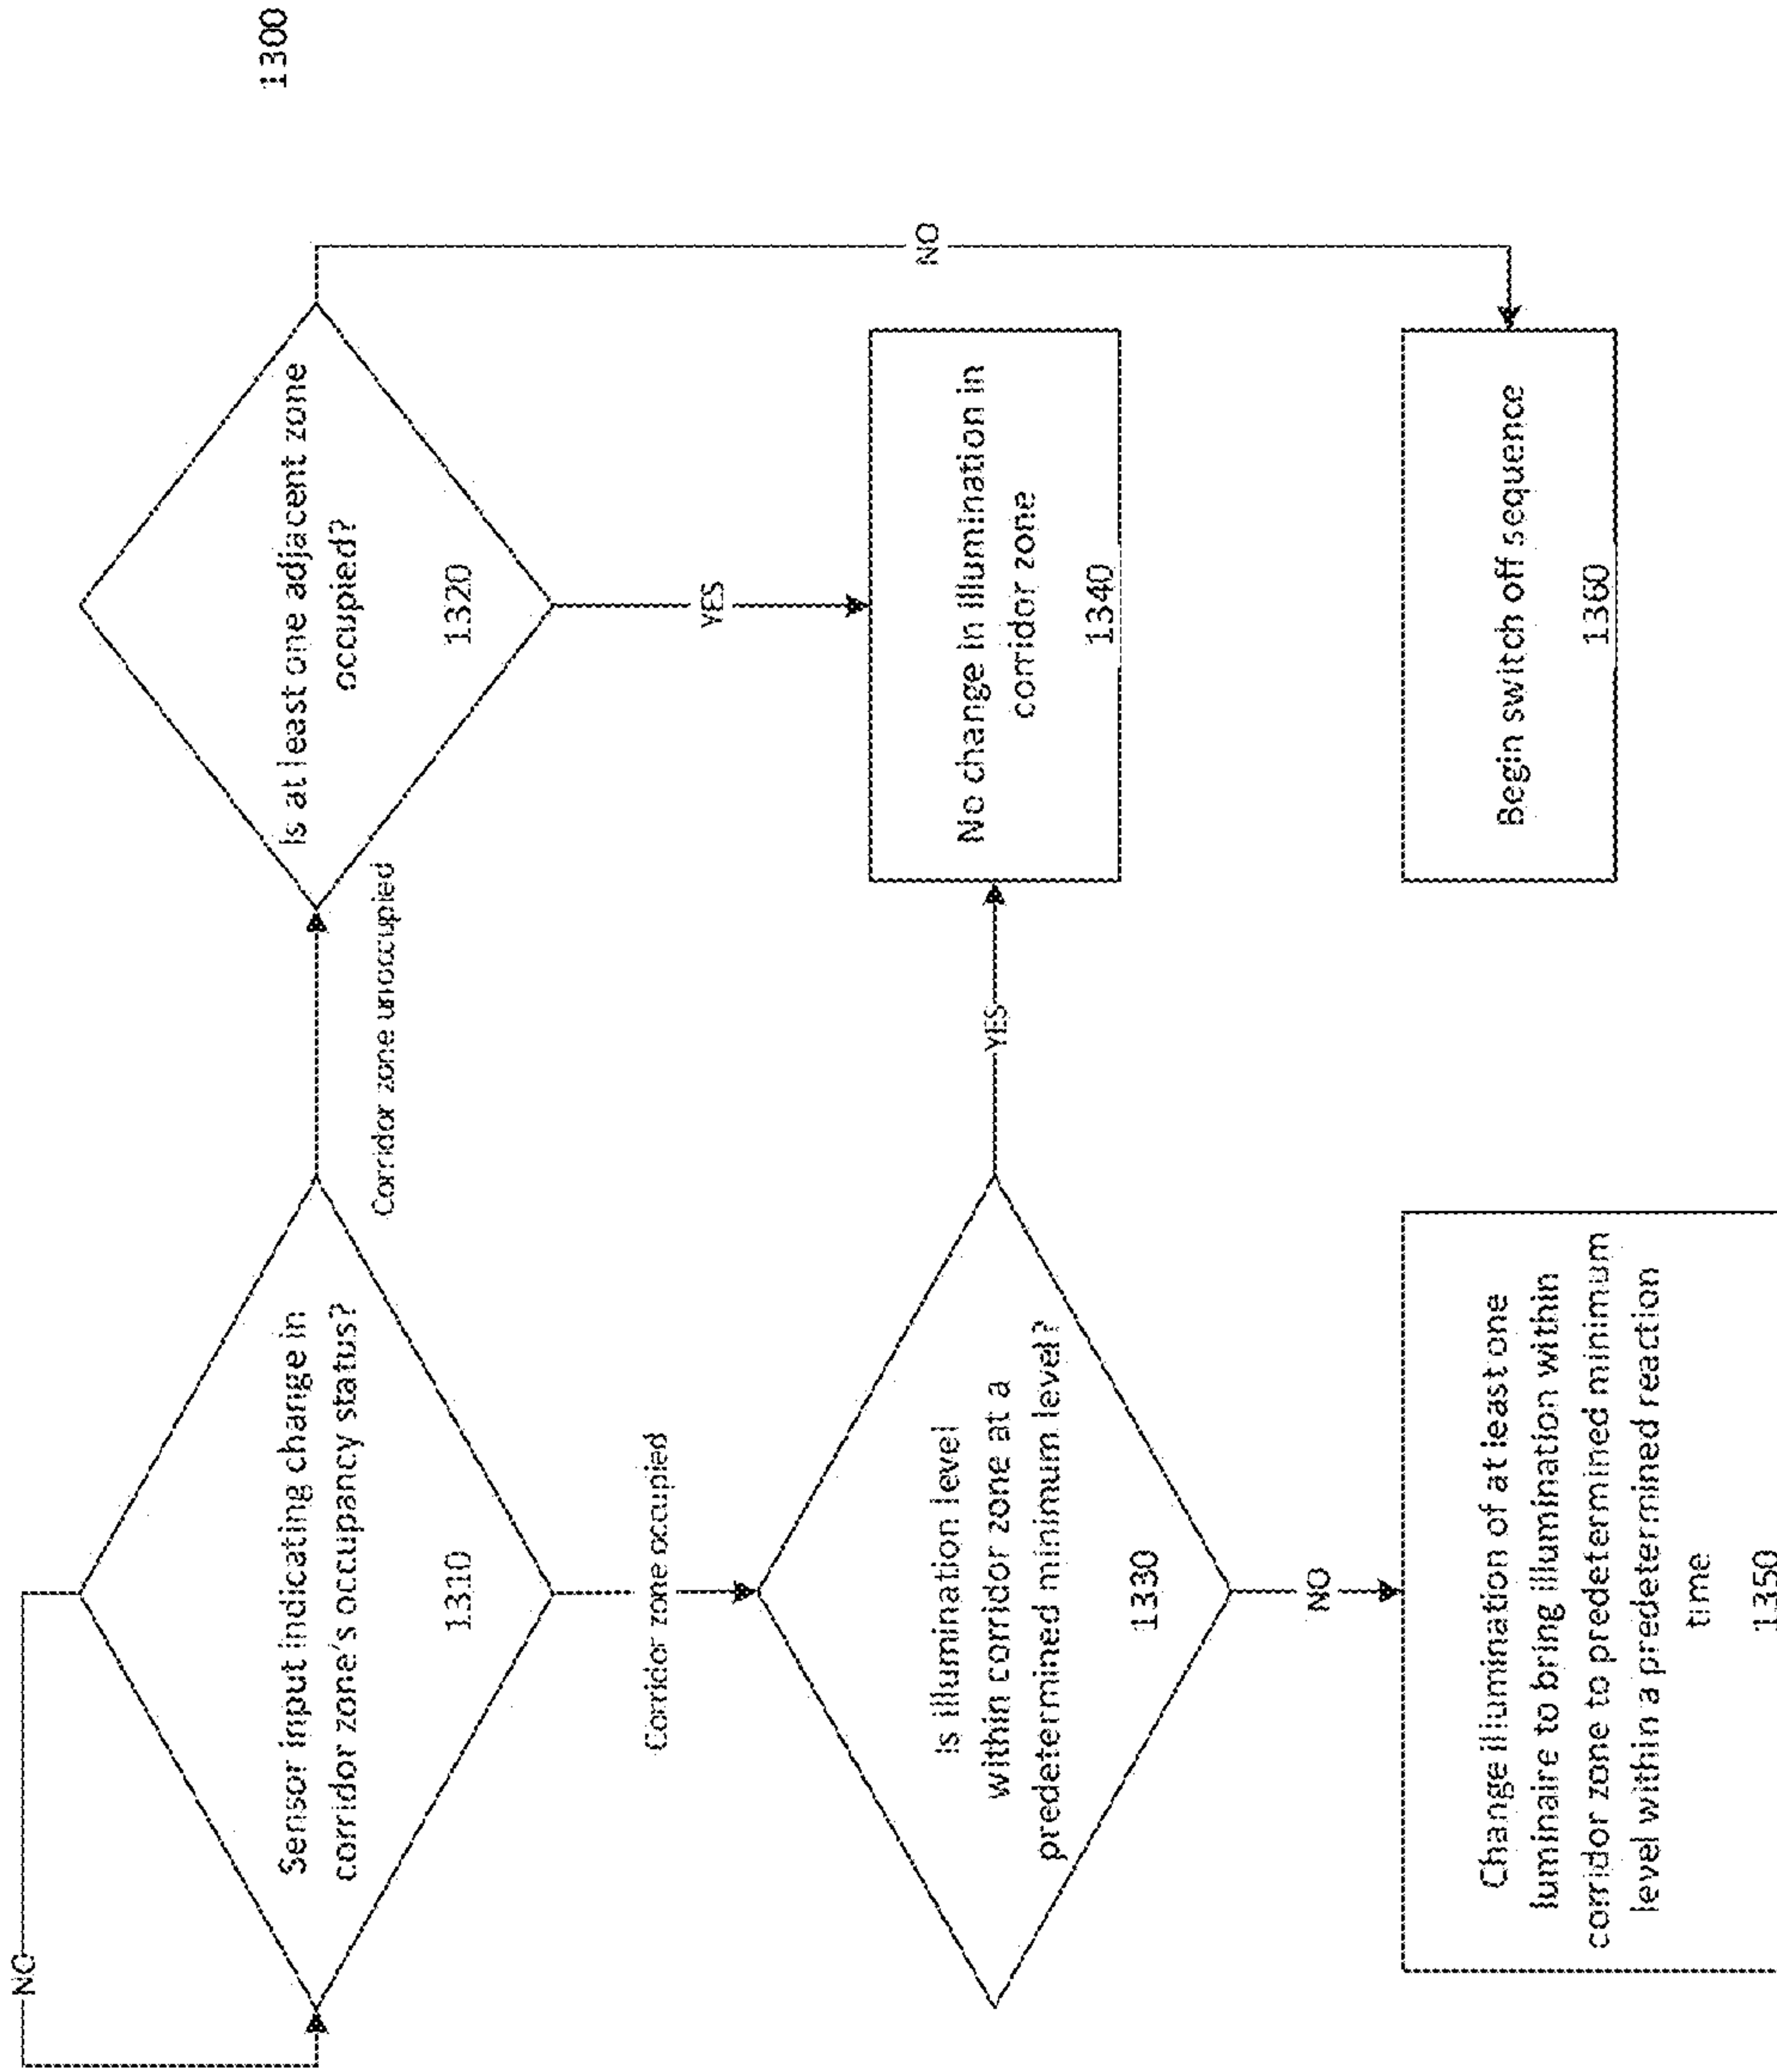 1300
NO
Sensor input indicating change in
corridor zone's occupancy status?
1310
Corridor zone unoccupied
Is at least one adjacent zone
occupied?
1320
Corridor zone occupied
YES
NO
Is illumination level
within corridor zone at a
predetermined minimum level?
1330
YES
No change in illumination in
corridor zone
1340
NO
Change illumination of at least one
luminaire to bring illumination within
corridor zone to predetermined minimum
level within a predetermined reaction
time
1350
Begin switch off sequence
1360